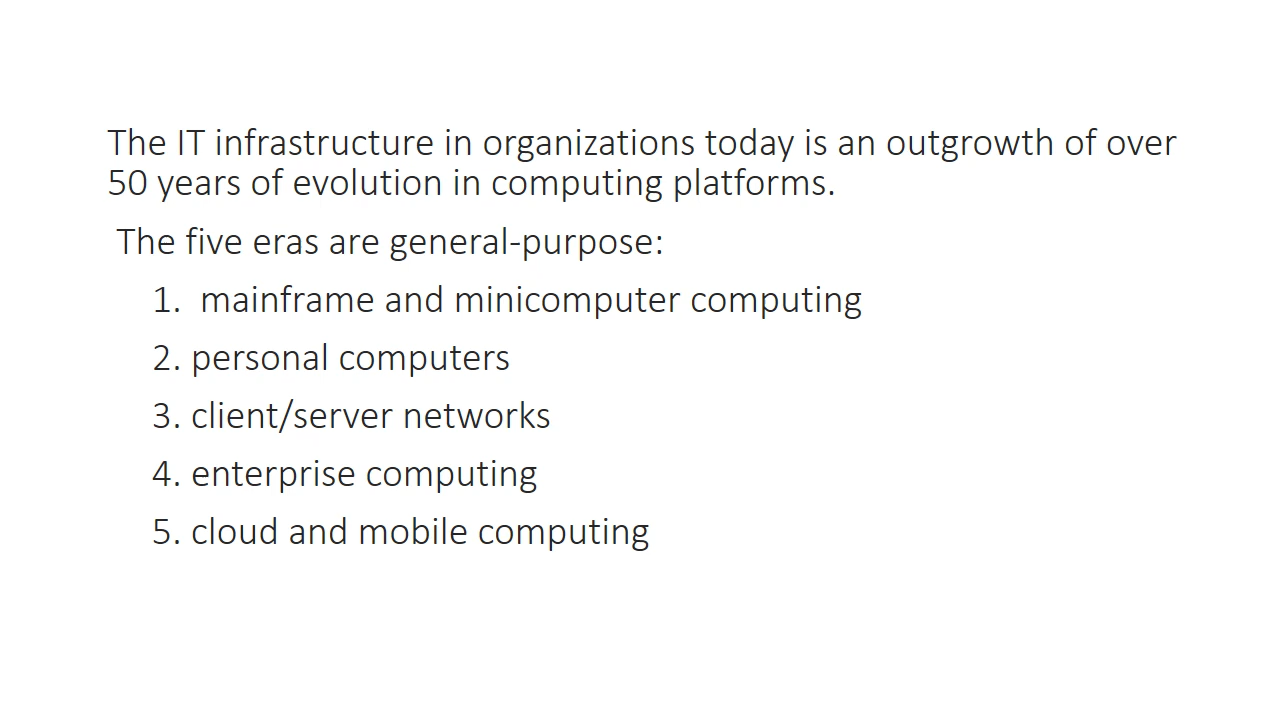 The IT infrastructure in organizations today is an outgrowth of over
50 years of evolution in computing platforms.
The five eras are general-purpose:
1. mainframe and minicomputer computing
2. personal computers
3. client/server networks
4. enterprise computing
5. cloud and mobile computing